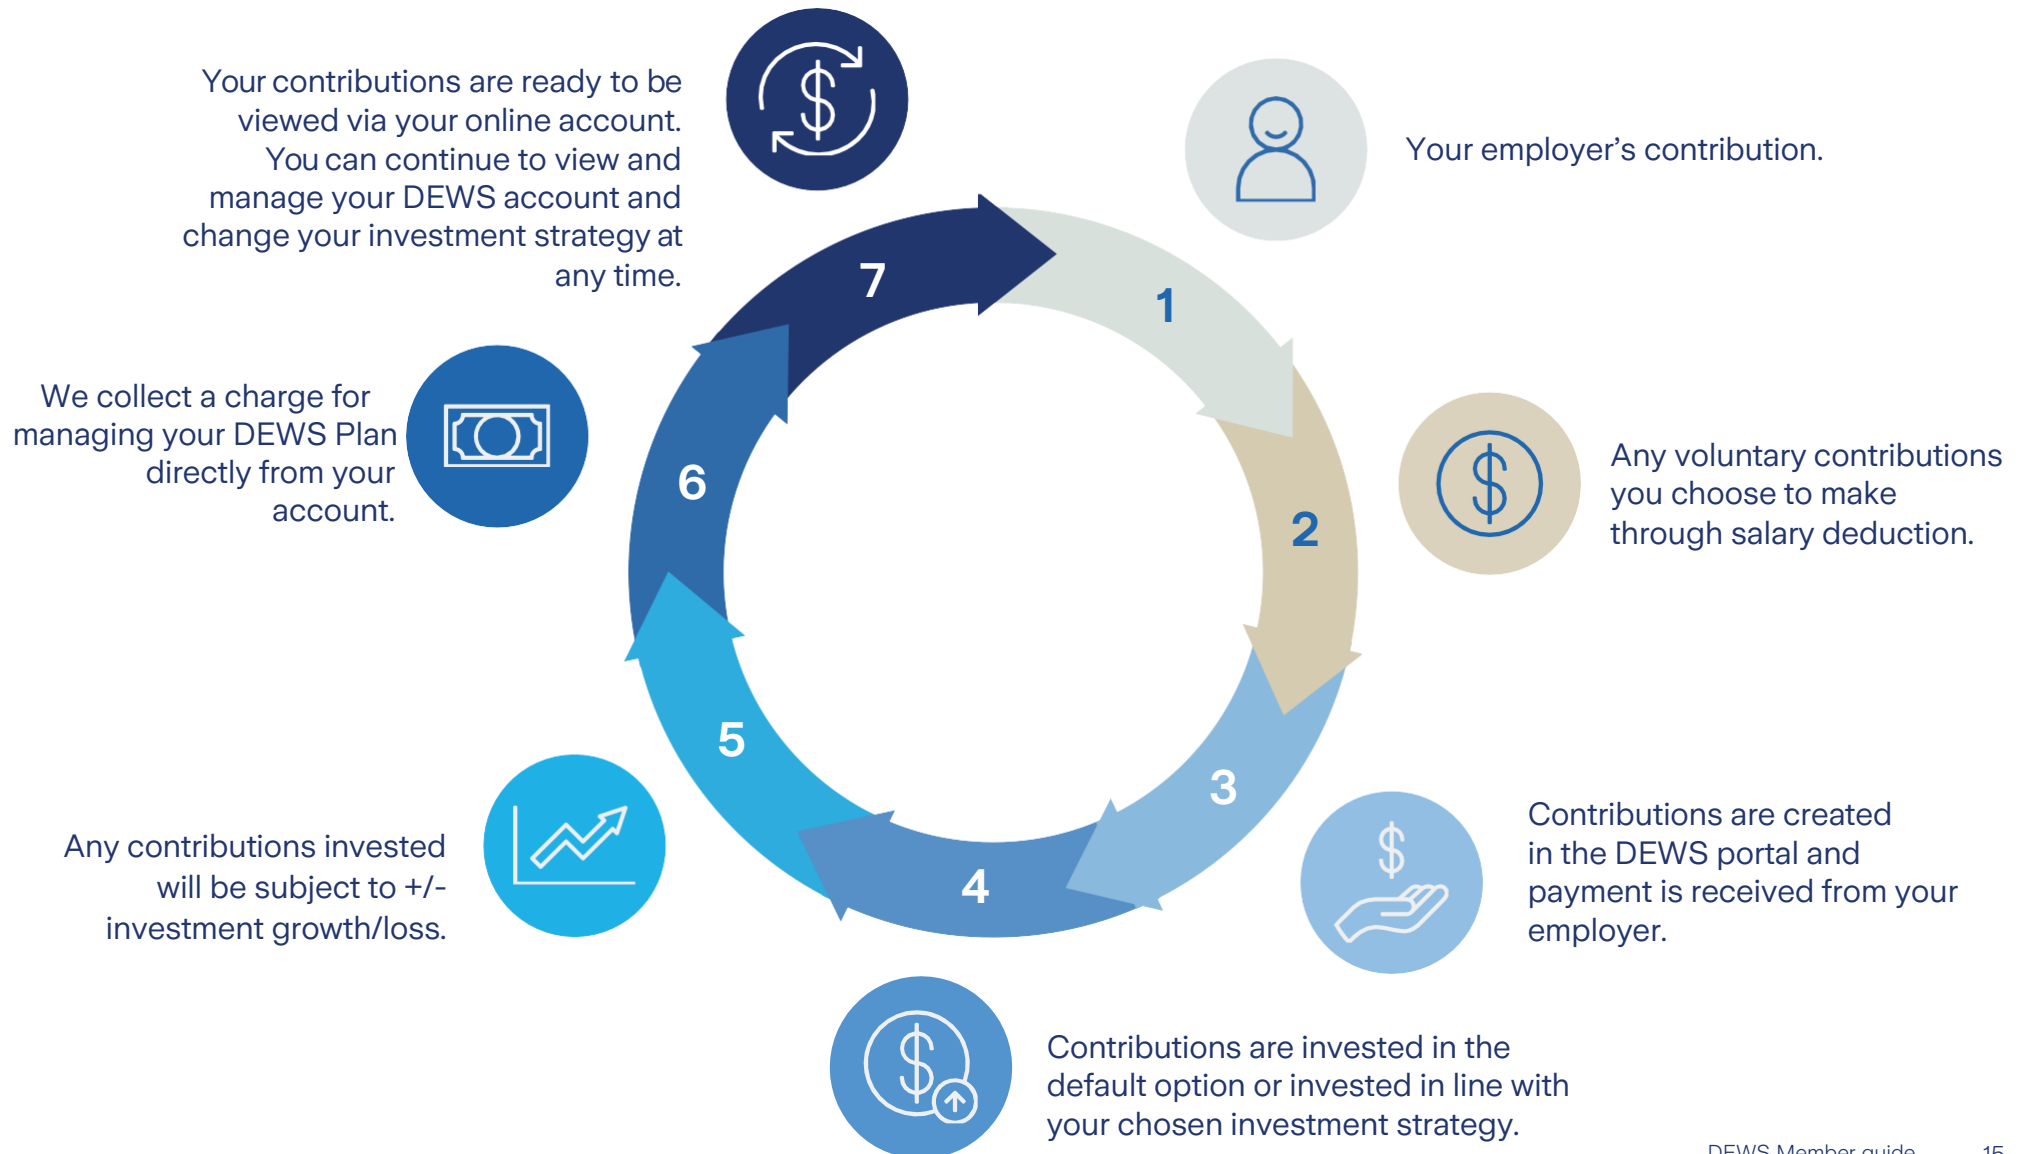 1
Your employer’s contribution.
2
Any voluntary contributions
you choose to make
through salary deduction.
3
Contributions are created
in the DEWS portal and
payment is received from your
employer.
4
Contributions are invested in the
default option or invested in line with
your chosen investment strategy.
5
Any contributions invested
will be subject to +/-
investment growth/loss.
6
We collect a charge for
managing your DEWS Plan
directly from your
account.
7
Your contributions are ready to be
viewed via your online account.
You can continue to view and
manage your DEWS account and
change your investment strategy at
any time.
DEWS Member guide 15